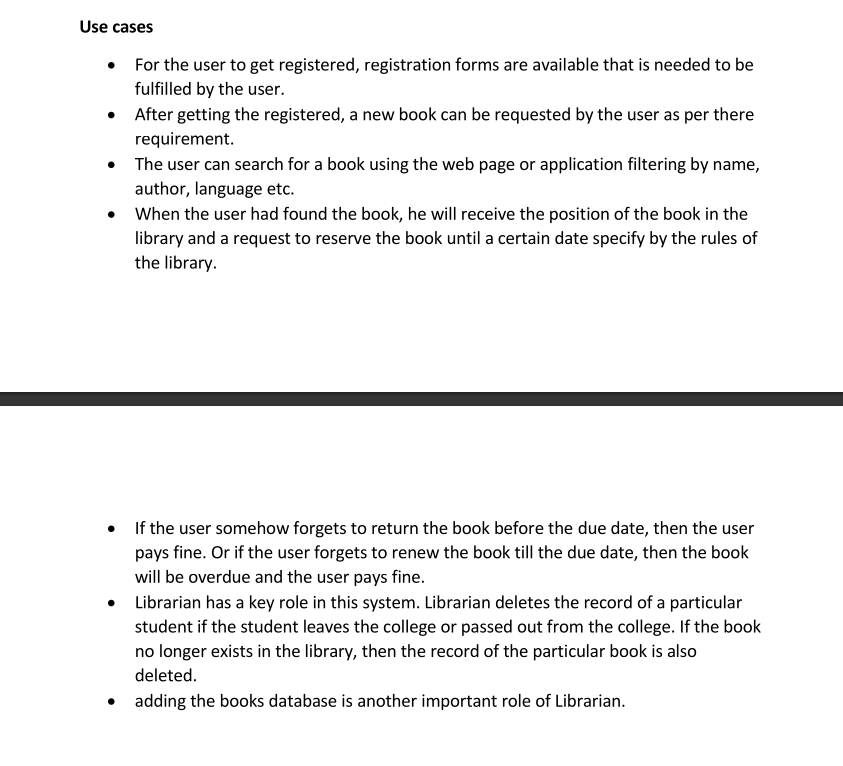 Use cases
• For the user to get registered, registration forms are available that is needed to be
fulfilled by the user.
• After getting the registered, a new book can be requested by the user as per there
requirement.
• The user can search for a book using the web page or application filtering by name,
author, language etc.
• When the user had found the book, he will receive the position of the book in the
library and a request to reserve the book until a certain date specify by the rules of
the library.
• If the user somehow forgets to return the book before the due date, then the user
pays fine. Or if the user forgets to renew the book till the due date, then the book
will be overdue and the user pays fine.
• Librarian has a key role in this system. Librarian deletes the record of a particular
student if the student leaves the college or passed out from the college. If the book
no longer exists in the library, then the record of the particular book is also
deleted.
• adding the books database is another important role of Librarian.